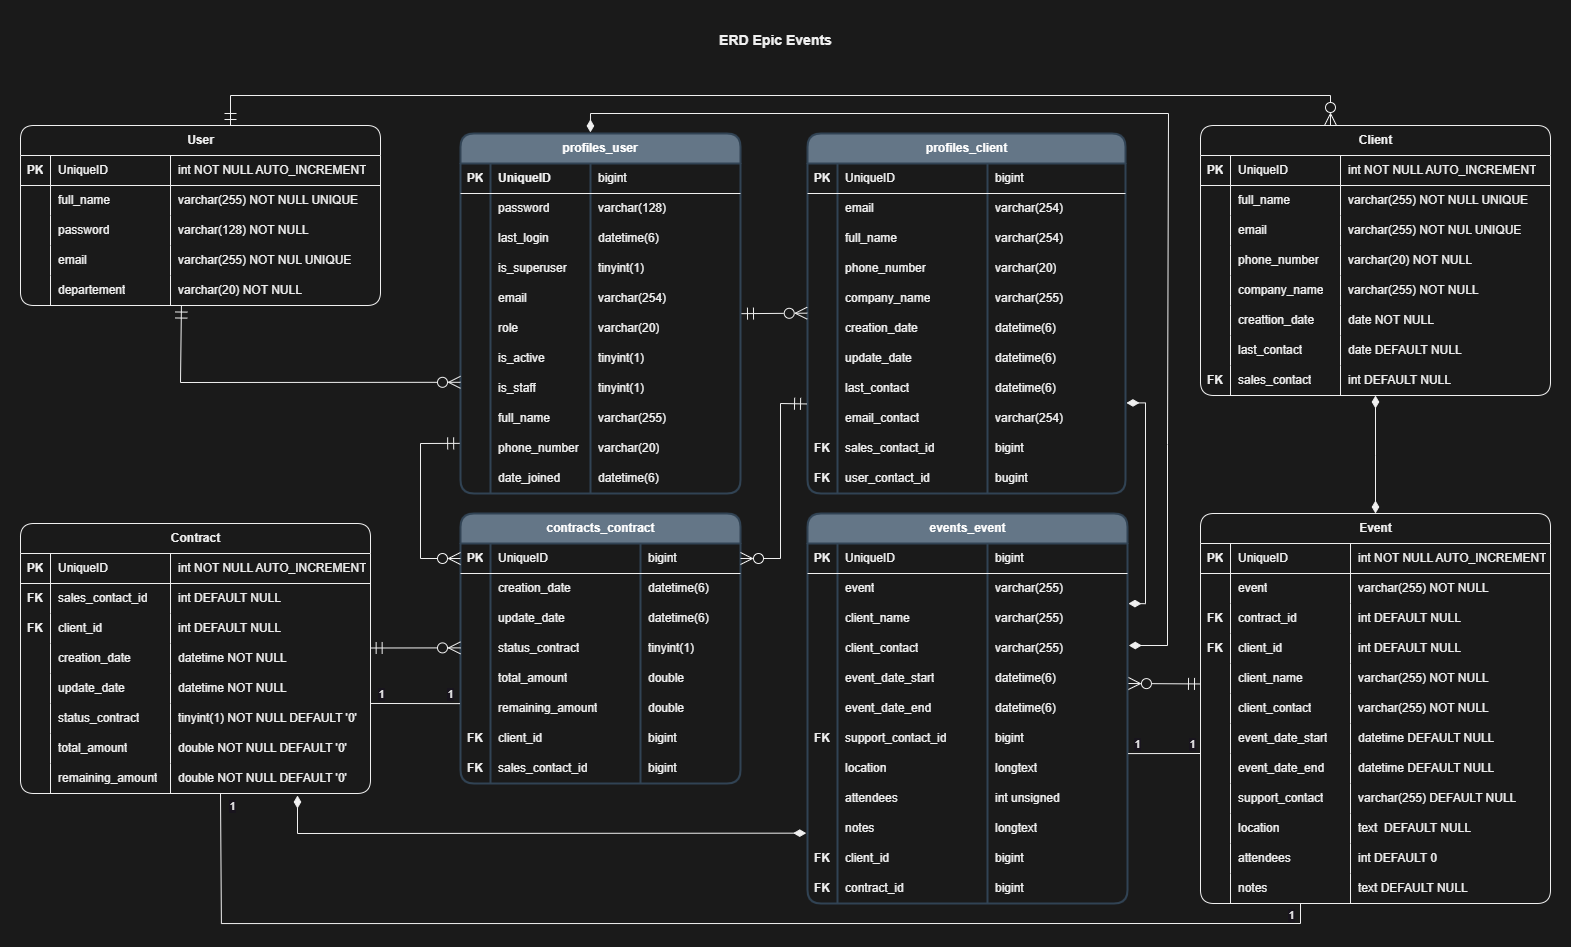 ERD Epic Events
User
PK UniqueID int NOT NULL AUTO_INCREMENT
full_name varchar(255) NOT NULL UNIQUE
password varchar(128) NOT NULL
email varchar(255) NOT NUL UNIQUE
departement varchar(20) NOT NULL
profiles_user
PK UniqueID bigint
password varchar(128)
last_login datetime(6)
is_superuser tinyint(1)
email varchar(254)
role varchar(20)
is_active tinyint(1)
is_staff tinyint(1)
full_name varchar(255)
phone_number varchar(20)
date_joined datetime(6)
profiles_client
PK UniqueID bigint
email varchar(254)
full_name varchar(254)
phone_number varchar(20)
company_name varchar(255)
creation_date datetime(6)
update_date datetime(6)
last_contact datetime(6)
email_contact varchar(254)
FK sales_contact_id bigint
FK user_contact_id bugint
Client
PK UniqueID int NOT NULL AUTO_INCREMENT
full_name varchar(255) NOT NULL UNIQUE
email varchar(255) NOT NUL UNIQUE
phone_number varchar(20) NOT NULL
company_name varchar(255) NOT NULL
creattion_date date NOT NULL
last_contact date DEFAULT NULL
FK sales_contact int DEFAULT NULL
Contract
PK UniqueID int NOT NULL AUTO_INCREMENT
FK sales_contact_id int DEFAULT NULL
FK client_id int DEFAULT NULL
creation_date datetime NOT NULL
update_date datetime NOT NULL
status_contract tinyint(1) NOT NULL DEFAULT '0'
total_amount double NOT NULL DEFAULT '0'
remaining_amount double NOT NULL DEFAULT '0'
1 1
1
contracts_contract
PK UniqueID bigint
creation_date datetime(6)
update_date datetime(6)
status_contract tinyint(1)
total_amount double
remaining_amount double
FK client_id bigint
FK sales_contact_id bigint
events_event
PK UniqueID bigint
event varchar(255)
client_name varchar(255)
client_contact varchar(255)
event_date_start datetime(6)
event_date_end datetime(6)
FK support_contact_id bigint
location longtext
attendees int unsigned
notes longtext
FK client_id bigint
FK contract_id bigint
1 1
Event
PK UniqueID int NOT NULL AUTO_INCREMENT
event varchar(255) NOT NULL
FK contract_id int DEFAULT NULL
FK client_id int DEFAULT NULL
client_name varchar(255) NOT NULL
client_contact varchar(255) NOT NULL
event_date_start datetime DEFAULT NULL
event_date_end datetime DEFAULT NULL
support_contact varchar(255) DEFAULT NULL
location text DEFAULT NULL
attendees int DEFAULT 0
notes text DEFAULT NULL
1